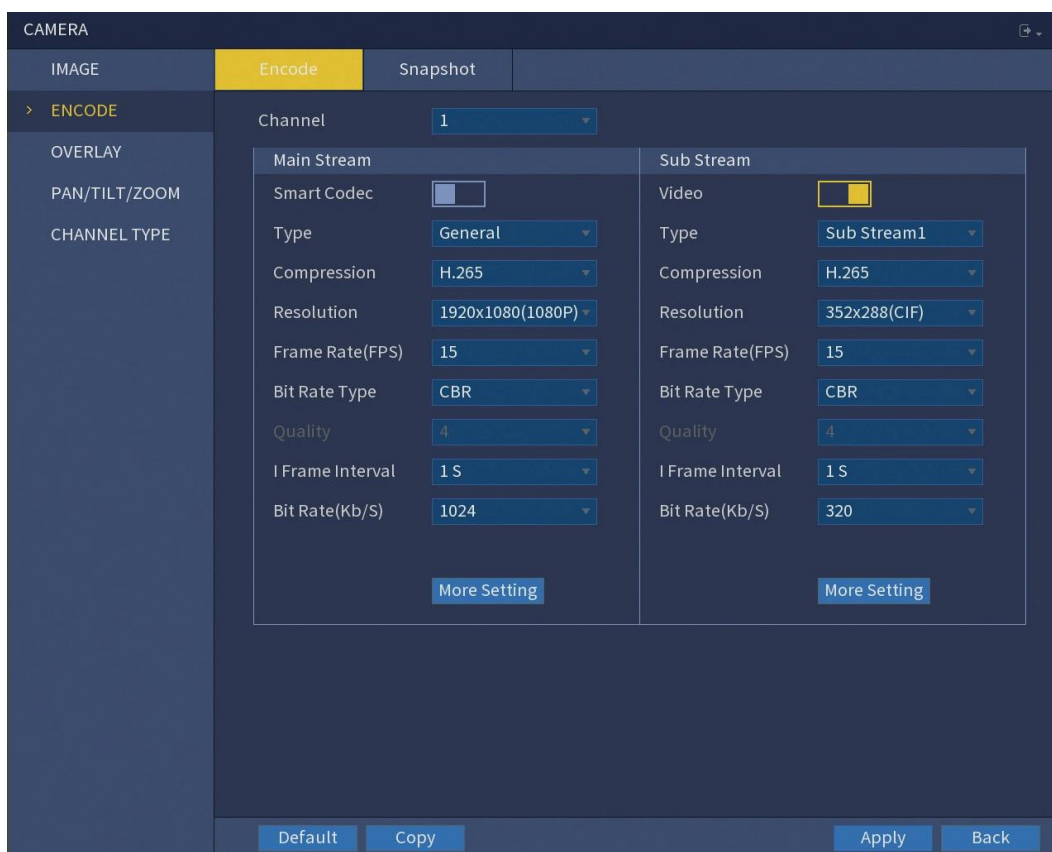 CAMERA
IMAGE
> ENCODE
OVERLAY
PAN/TILT/ZOOM
CHANNEL TYPE
Encode Snapshot
Channel 1
Main Stream
Smart Codec
Type General
Compression H.265
Resolution 1920x1080(1080P)
Frame Rate(FPS) 15
Bit Rate Type CBR
Quality 4
I Frame Interval 1 S
Bit Rate(Kb/S) 1024
More Setting
Sub Stream
Video
Type Sub Stream1
Compression H.265
Resolution 352x288(CIF)
Frame Rate(FPS) 15
Bit Rate Type CBR
Quality 4
I Frame Interval 1 S
Bit Rate(Kb/S) 320
More Setting
Default Copy Apply Back